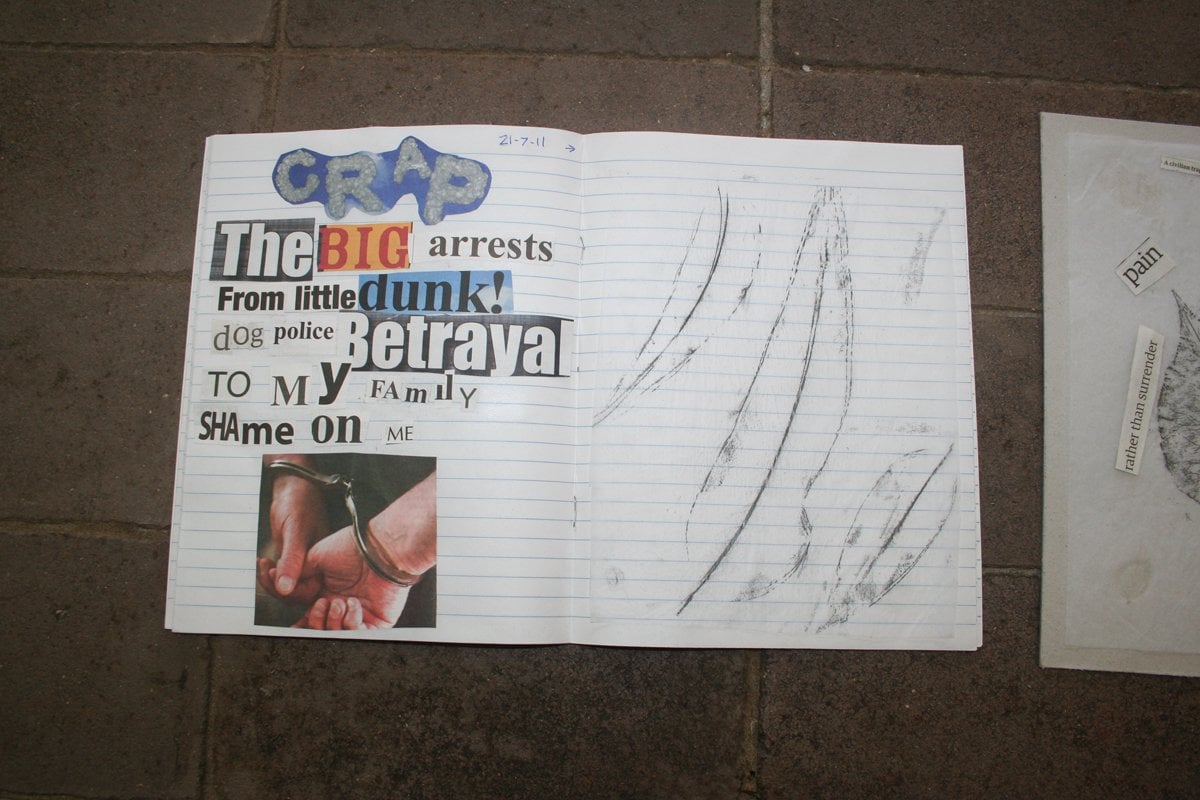 21-7-11 →
CRAP
The BIG arrests
From little dunk!
dog police Betrayal
TO My FAmilY
SHAme on ME
A civilian
pain
rather than surrender